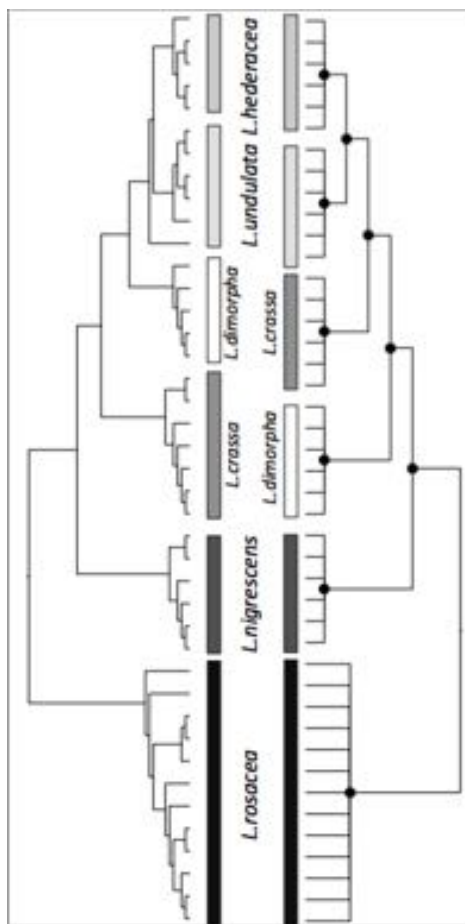 L.hederacea
L.undulata
L.dimorpha
L.crassa
L.crassa
L.dimorpha
L.nigrescens
L.rosacea